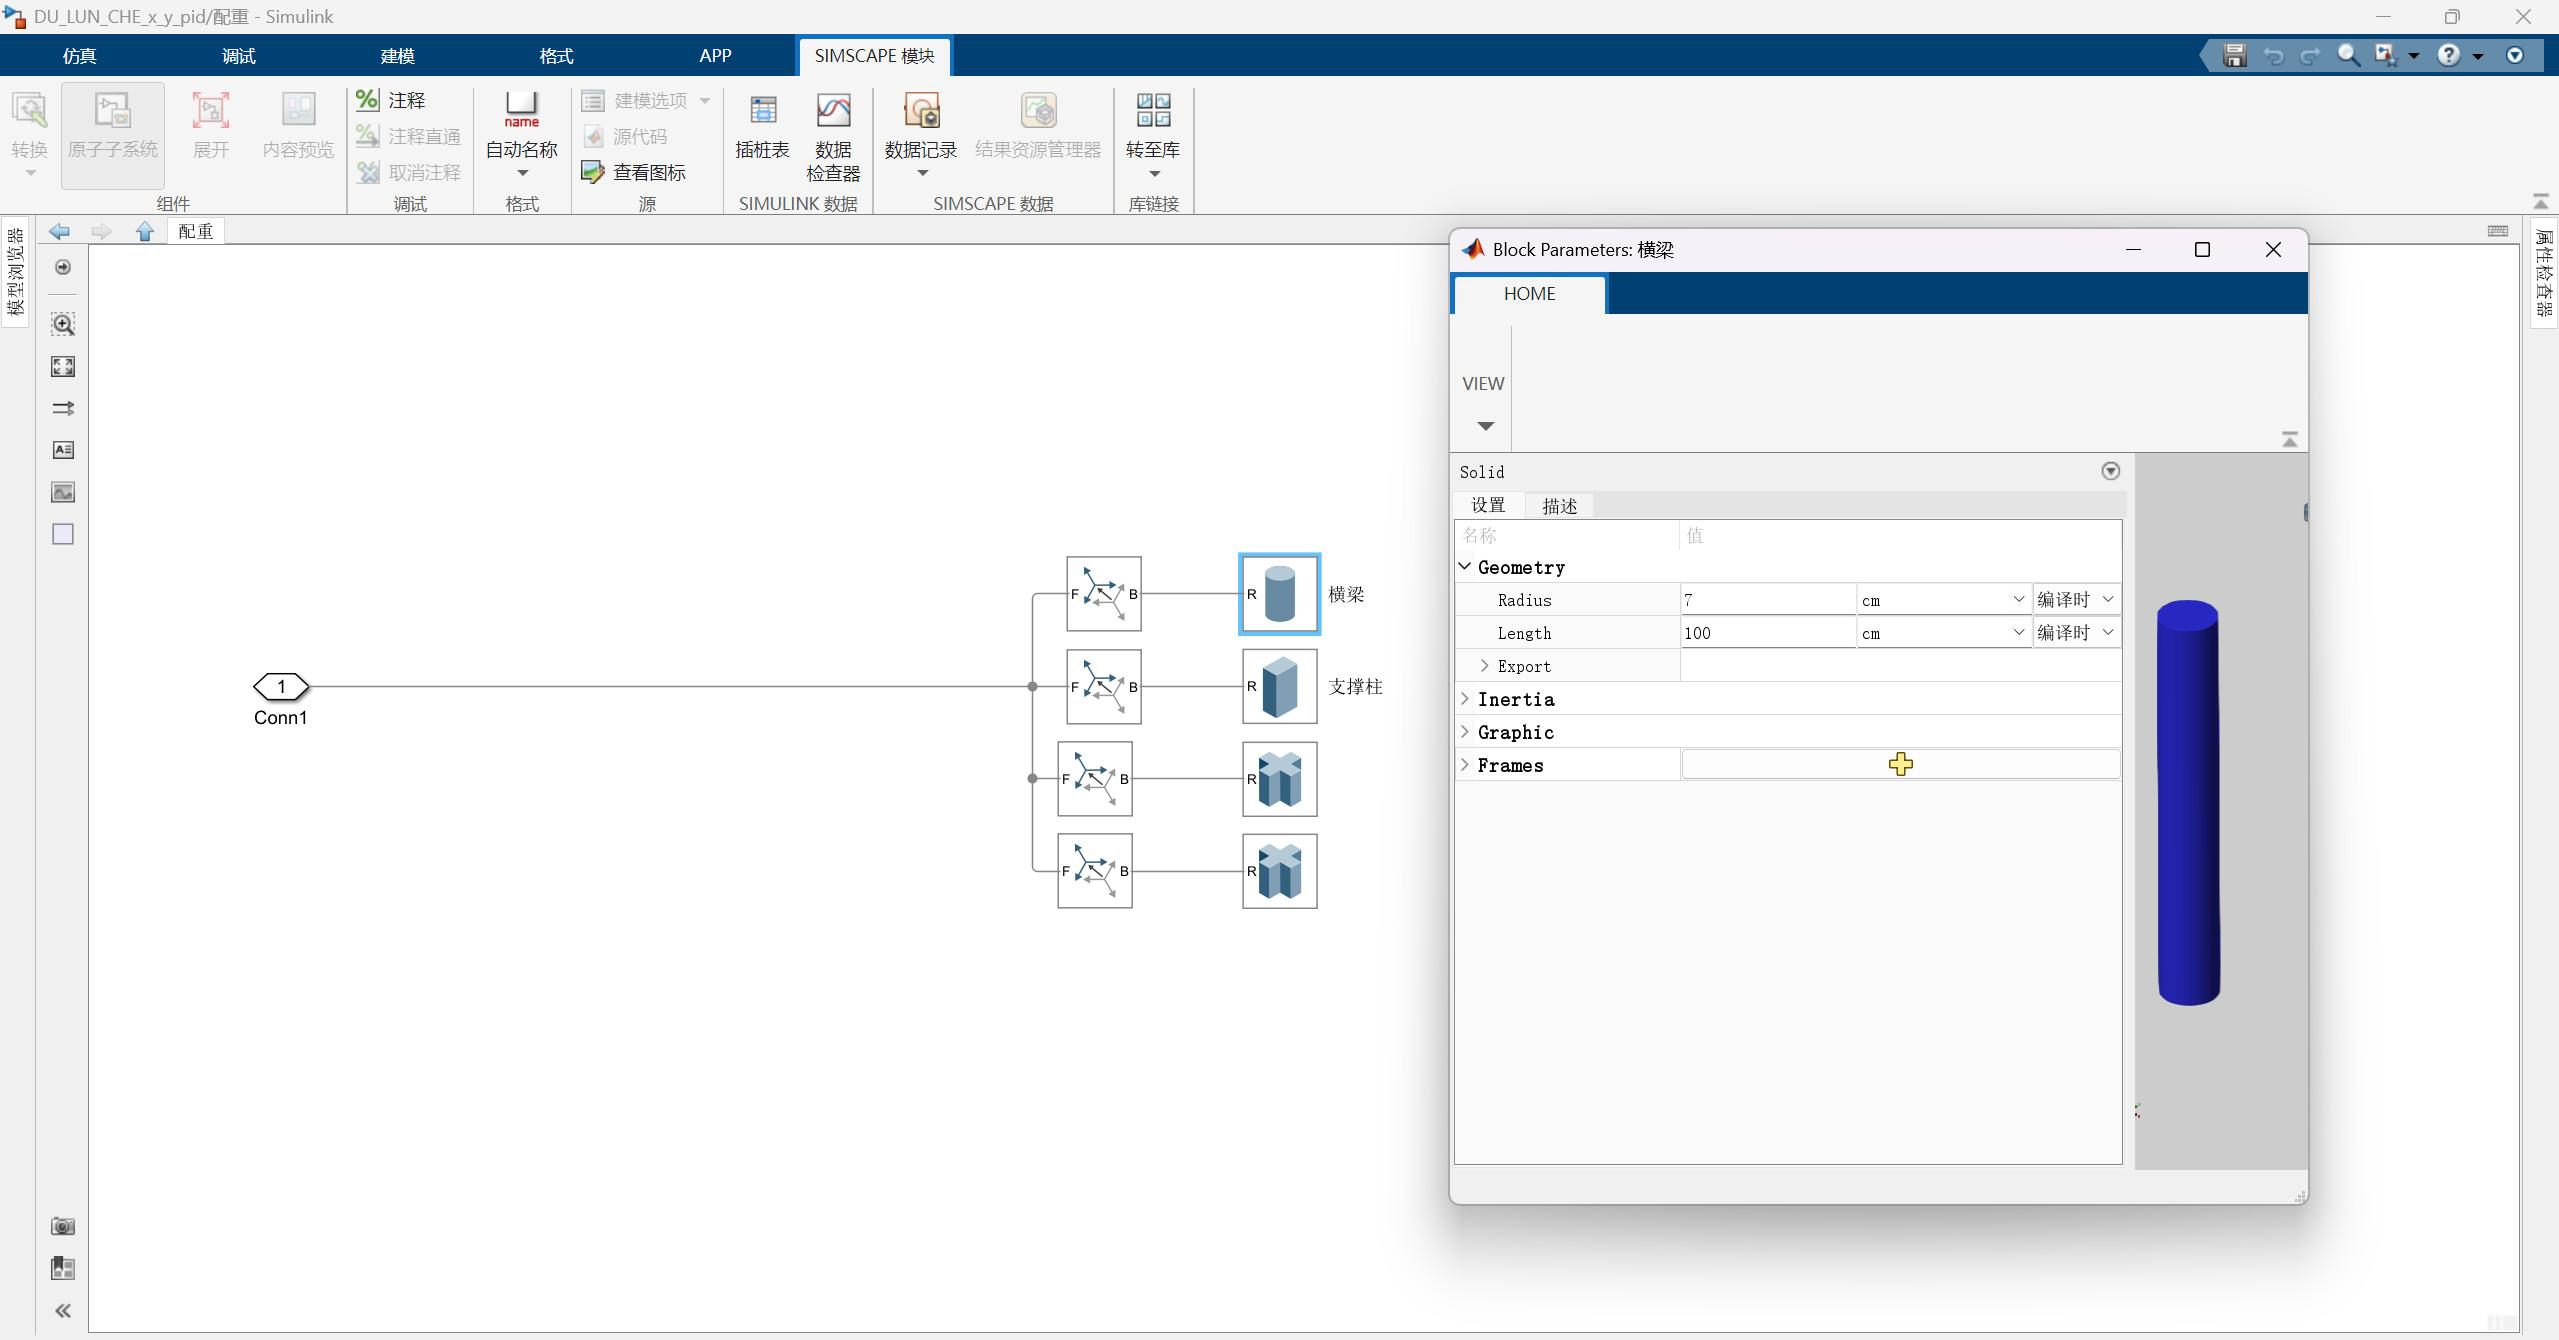 DU_LUN_CHE_x_y_pid/配重 - Simulink
仿真
调试
建模
格式
APP
SIMSCAPE 模块
转换
原子子系统
展开
内容预览
组件
注释
注释直通
取消注释
调试
name
自动名称
格式
建模选项
源代码
查看图标
源
插桩表
数据
检查器
SIMULINK 数据
数据记录
结果资源管理器
SIMSCAPE 数据
转至库
库链接
模型浏览器
配重
属性检查器
1
Conn1
F
B
R
横梁
F
B
R
支撑柱
F
B
R
F
B
R
Block Parameters: 横梁
HOME
VIEW
Solid
设置
描述
名称
值
Geometry
Radius
7
cm
编译时
Length
100
cm
编译时
Export
Inertia
Graphic
Frames